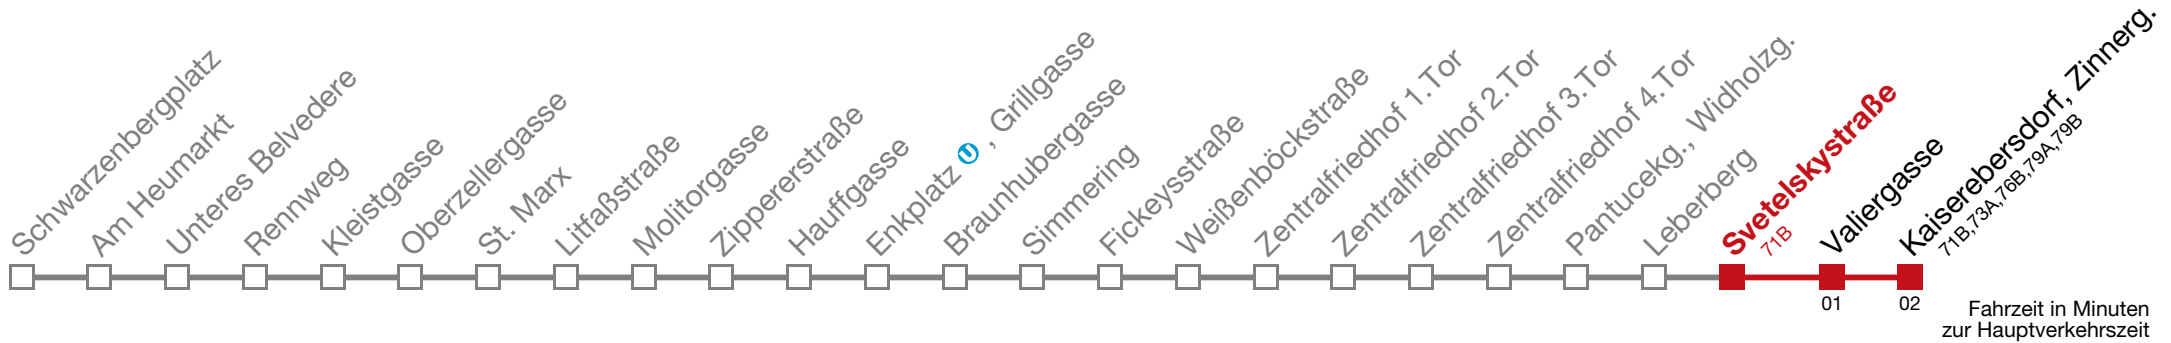 Schwarzenbergplatz
Am Heumarkt
Unteres Belvedere
Rennweg
Kleistgasse
Oberzellergasse
St. Marx
Litfaßstraße
Molitorgasse
Zippererstraße
Hauffgasse
Enkplatz U , Grillgasse
Braunhubergasse
Simmering
Fickeysstraße
Weißenböckstraße
Zentralfriedhof 1.Tor
Zentralfriedhof 2.Tor
Zentralfriedhof 3.Tor
Zentralfriedhof 4.Tor
Pantucekg., Widholzg.
Leberberg
Svetelskystraße
71B
Valiergasse
Kaiserebersdorf, Zinnerg.
71B,73A,76B,79A,79B
01
02
Fahrzeit in Minuten
zur Hauptverkehrszeit